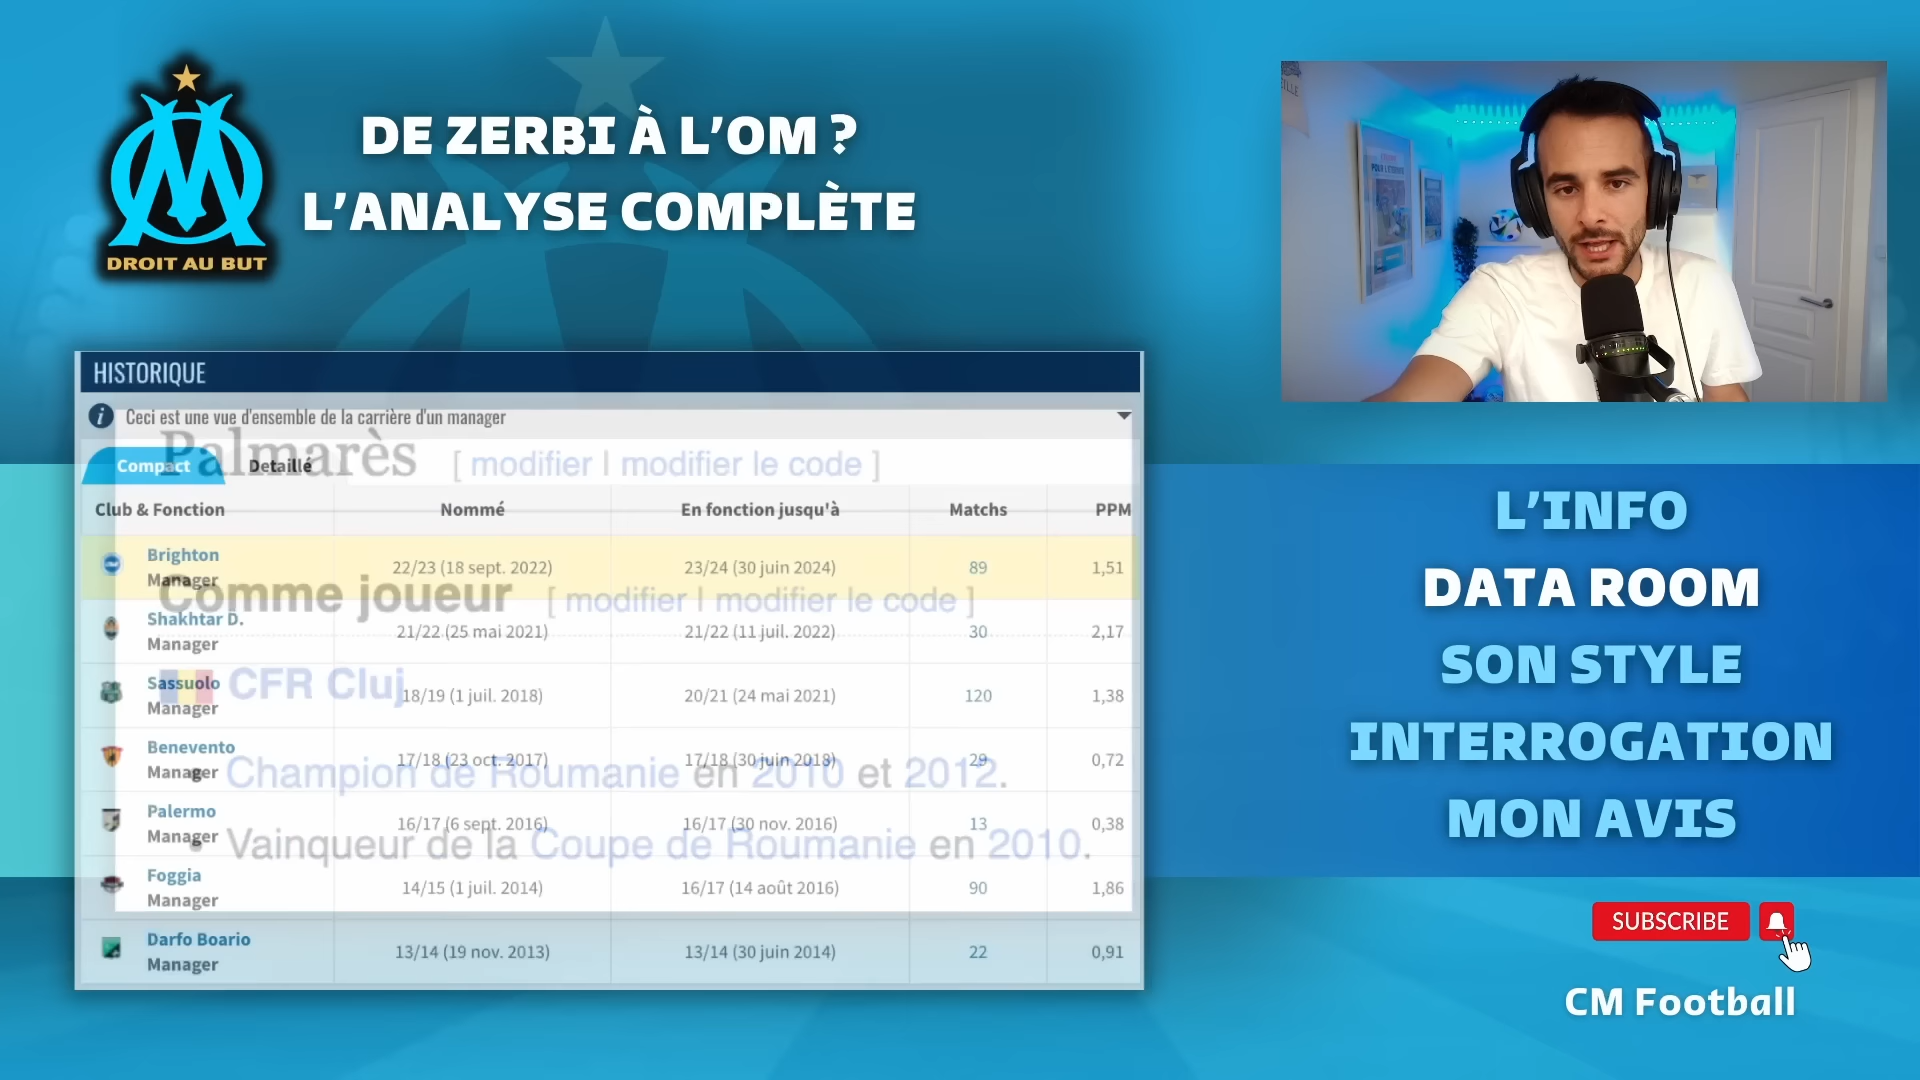 DE ZERBI À L'OM ?
L'ANALYSE COMPLÈTE
DROIT AU BUT
HISTORIQUE
i Ceci est une vue d'ensemble de la carrière d'un manager
Palmarès [ modifier | modifier le code ]
Compact Detaillé
Club & Fonction Nommé En fonction jusqu'à Matchs PPM
Brighton
Manager 22/23 (18 sept. 2022) 23/24 (30 juin 2024) 89 1,51
Comme joueur [ modifier | modifier le code ]
Shakhtar D.
Manager 21/22 (25 mai 2021) 21/22 (11 juil. 2022) 30 2,17
CFR Cluj
Sassuolo
Manager 18/19 (1 juil. 2018) 20/21 (24 mai 2021) 120 1,38
Benevento
Manager 17/18 (23 oct. 2017) 17/18 (30 juin 2018) 29 0,72
Champion de Roumanie en 2010 et 2012.
Palermo
Manager 16/17 (6 sept. 2016) 16/17 (30 nov. 2016) 13 0,38
Vainqueur de la Coupe de Roumanie en 2010.
Foggia
Manager 14/15 (1 juil. 2014) 16/17 (14 août 2016) 90 1,86
Darfo Boario
Manager 13/14 (19 nov. 2013) 13/14 (30 juin 2014) 22 0,91
L'INFO
DATA ROOM
SON STYLE
INTERROGATION
MON AVIS
SUBSCRIBE
CM Football